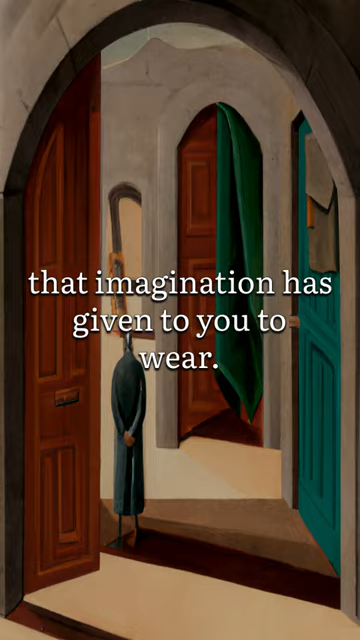 that imagination has
given to you to
wear.